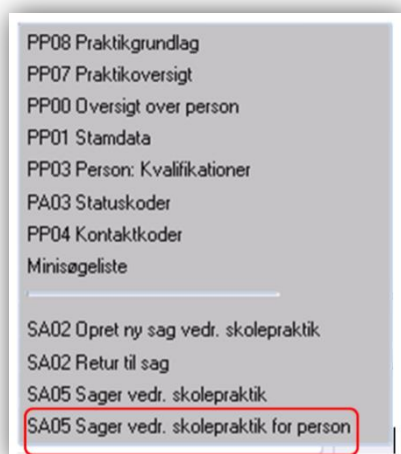 PP08 Praktikgrundlag
PP07 Praktikoversigt
PP00 Oversigt over person
PP01 Stamdata
PP03 Person: Kvalifikationer
PA03 Statuskoder
PP04 Kontaktkoder
Minisøgeliste
SA02 Opret ny sag vedr. skolepraktik
SA02 Retur til sag
SA05 Sager vedr. skolepraktik
SA05 Sager vedr. skolepraktik for person